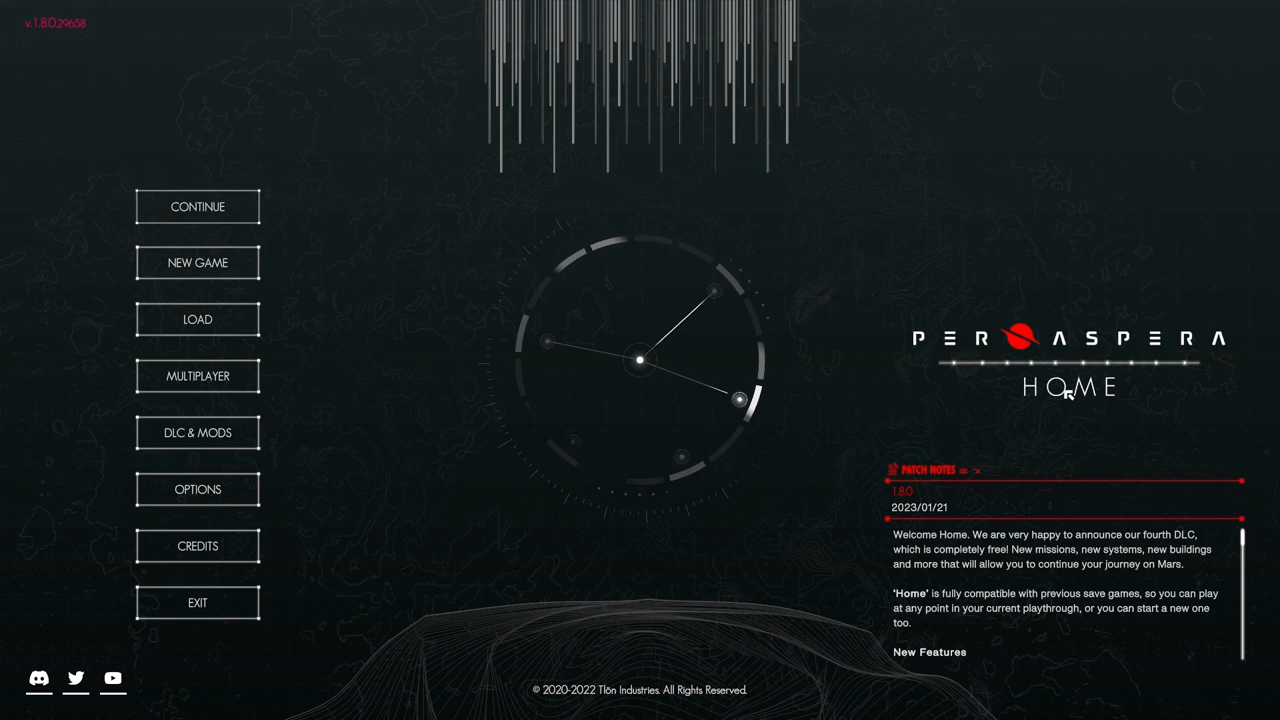 v.1.8.0.29658
CONTINUE
NEW GAME
LOAD
MULTIPLAYER
DLC & MODS
OPTIONS
CREDITS
EXIT
PER ASPERA
HOME
PATCH NOTES
1.8.0
2023/01/21
Welcome Home. We are very happy to announce our fourth DLC,
which is completely free! New missions, new systems, new buildings
and more that will allow you to continue your journey on Mars.
'Home' is fully compatible with previous save games, so you can play
at any point in your current playthrough, or you can start a new one
too.
New Features
© 2020-2022 Tlön Industries. All Rights Reserved.